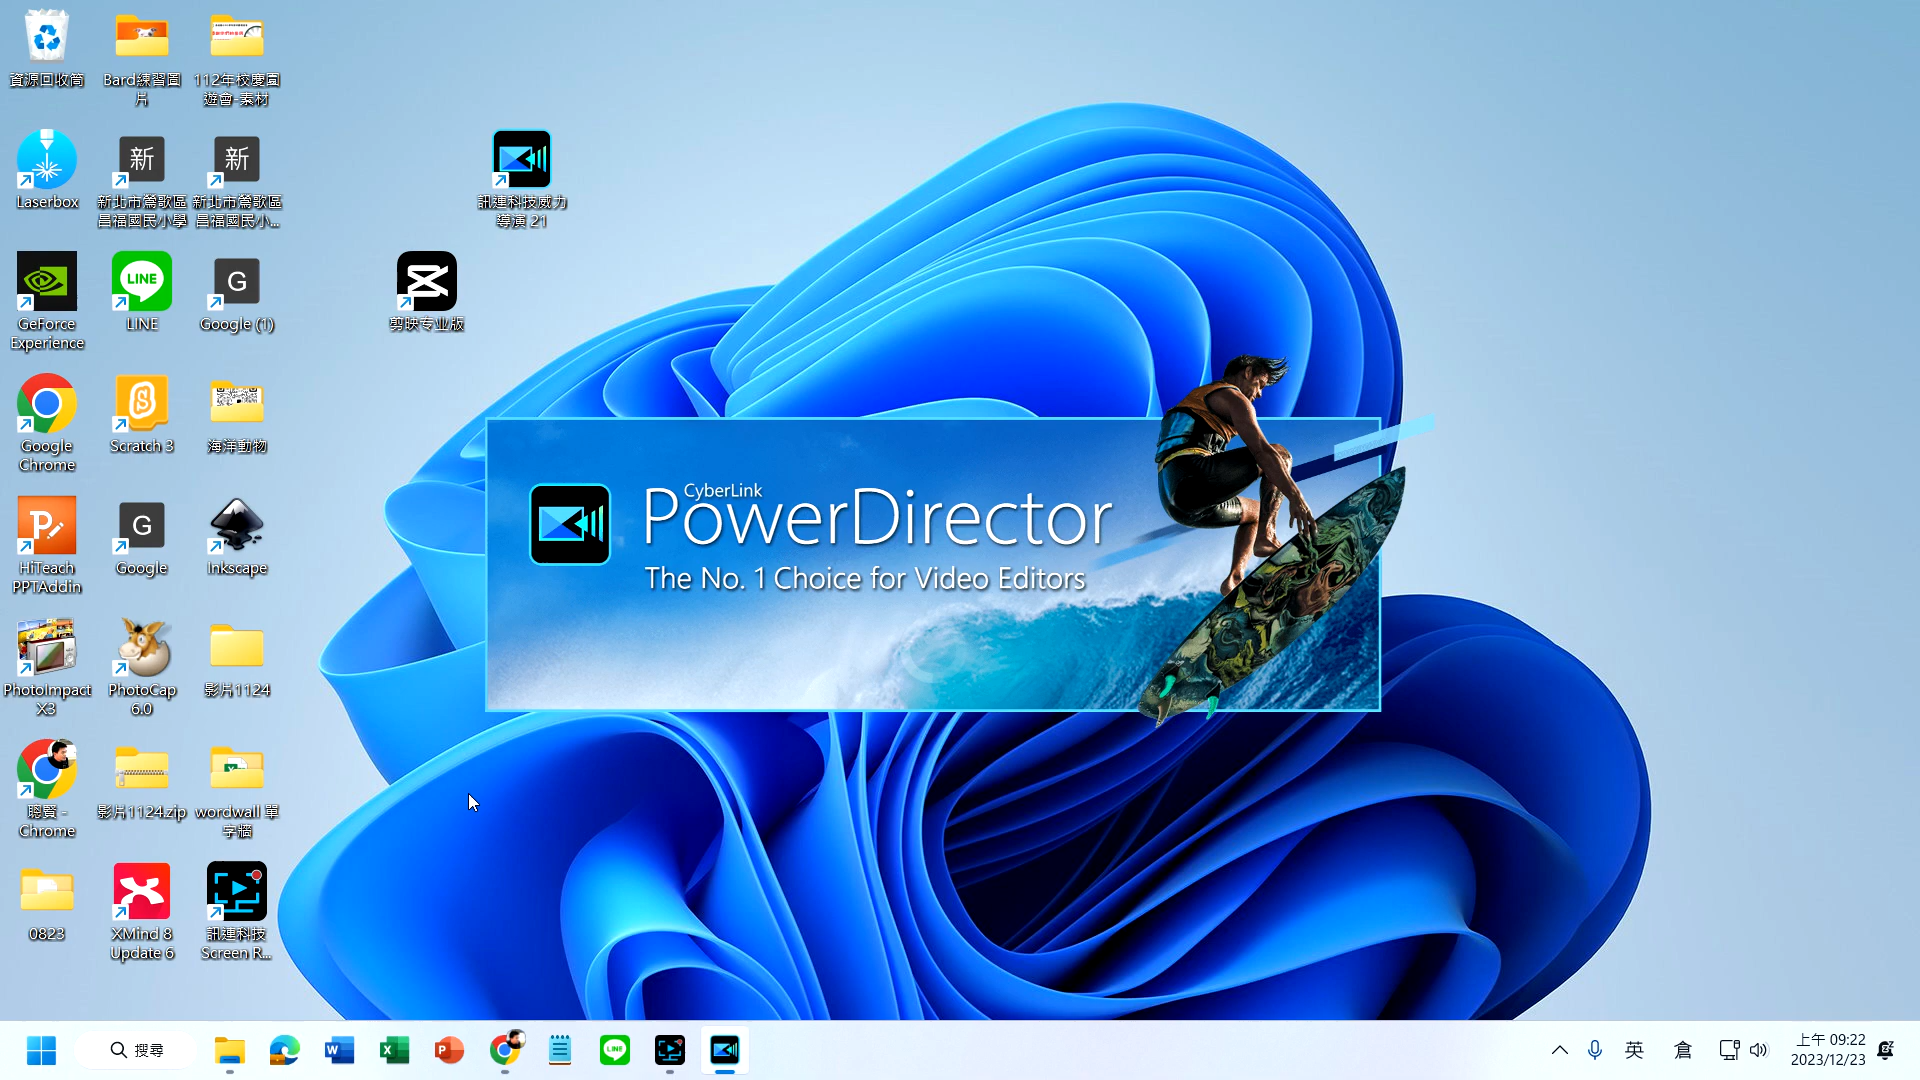 資源回收筒
Bard練習圖
片
112年校慶園
遊會-素材
Laserbox
新
新北市鶯歌區
昌福國民小學
新
新北市鶯歌區
昌福國民小...
訊連科技威力
導演 21
GeForce
Experience
LINE
LINE
G
Google (1)
剪映专业版
Google
Chrome
Scratch 3
海洋動物
CyberLink
PowerDirector
The No. 1 Choice for Video Editors
HiTeach
PPTAddin
G
Google
Inkscape
PhotoImpact
X3
PhotoCap
6.0
影片1124
聰賢 -
Chrome
影片1124.zip
wordwall 單
字牆
0823
XMind 8
Update 6
訊連科技
Screen R...
搜尋
英
倉
上午 09:22
2023/12/23